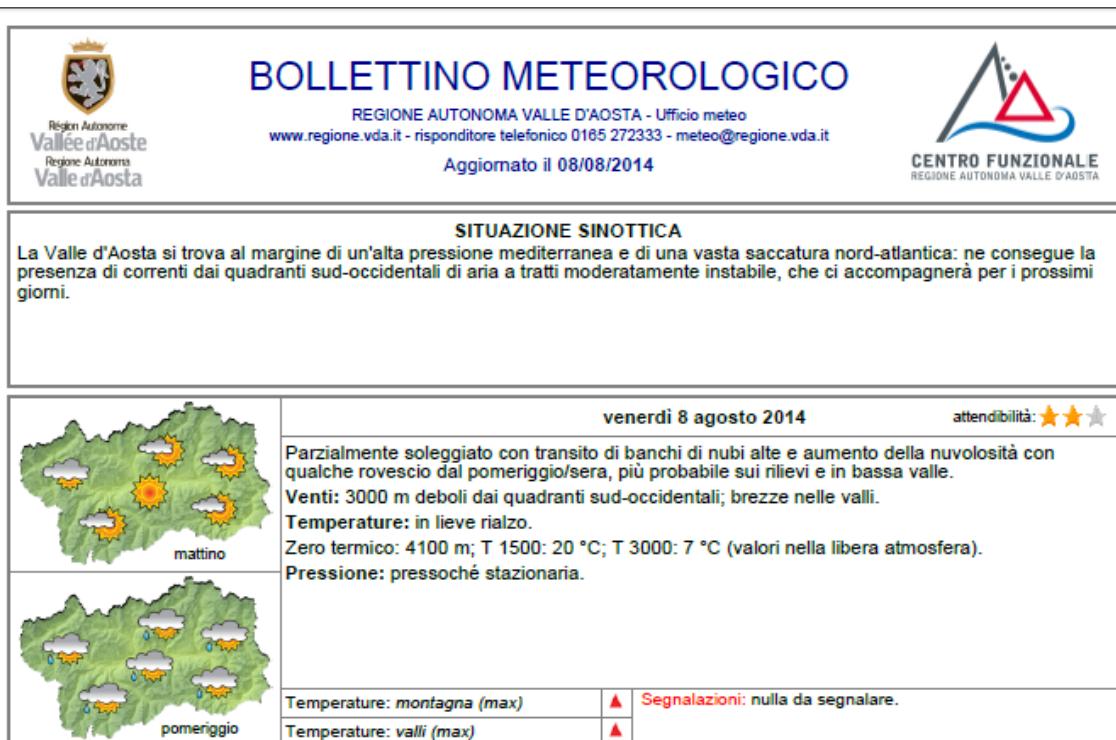 Région Autonome
Vallée d'Aoste
Regione Autonoma
Valle d'Aosta
BOLLETTINO METEOROLOGICO
REGIONE AUTONOMA VALLE D'AOSTA - Ufficio meteo
www.regione.vda.it - risponditore telefonico 0165 272333 - meteo@regione.vda.it
Aggiornato il 08/08/2014
CENTRO FUNZIONALE
REGIONE AUTONOMA VALLE D'AOSTA
SITUAZIONE SINOTTICA
La Valle d'Aosta si trova al margine di un'alta pressione mediterranea e di una vasta saccatura nord-atlantica: ne consegue la
presenza di correnti dai quadranti sud-occidentali di aria a tratti moderatamente instabile, che ci accompagnerà per i prossimi
giorni.
venerdì 8 agosto 2014
attendibilità:
Parzialmente soleggiato con transito di banchi di nubi alte e aumento della nuvolosità con
qualche rovescio dal pomeriggio/sera, più probabile sui rilievi e in bassa valle.
Venti: 3000 m deboli dai quadranti sud-occidentali; brezze nelle valli.
Temperature: in lieve rialzo.
Zero termico: 4100 m; T 1500: 20 °C; T 3000: 7 °C (valori nella libera atmosfera).
Pressione: pressoché stazionaria.
mattino
pomeriggio
Temperature: montagna (max)
Segnalazioni: nulla da segnalare.
Temperature: valli (max)